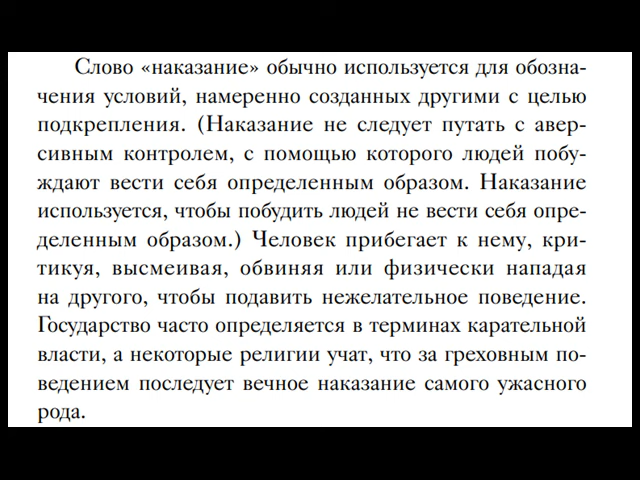 Слово «наказание» обычно используется для обозна-
чения условий, намеренно созданных другими с целью
подкрепления. (Наказание не следует путать с авер-
сивным контролем, с помощью которого людей побу-
ждают вести себя определенным образом. Наказание
используется, чтобы побудить людей не вести себя опре-
деленным образом.) Человек прибегает к нему, кри-
тикуя, высмеивая, обвиняя или физически нападая
на другого, чтобы подавить нежелательное поведение.
Государство часто определяется в терминах карательной
власти, а некоторые религии учат, что за греховным по-
ведением последует вечное наказание самого ужасного
рода.